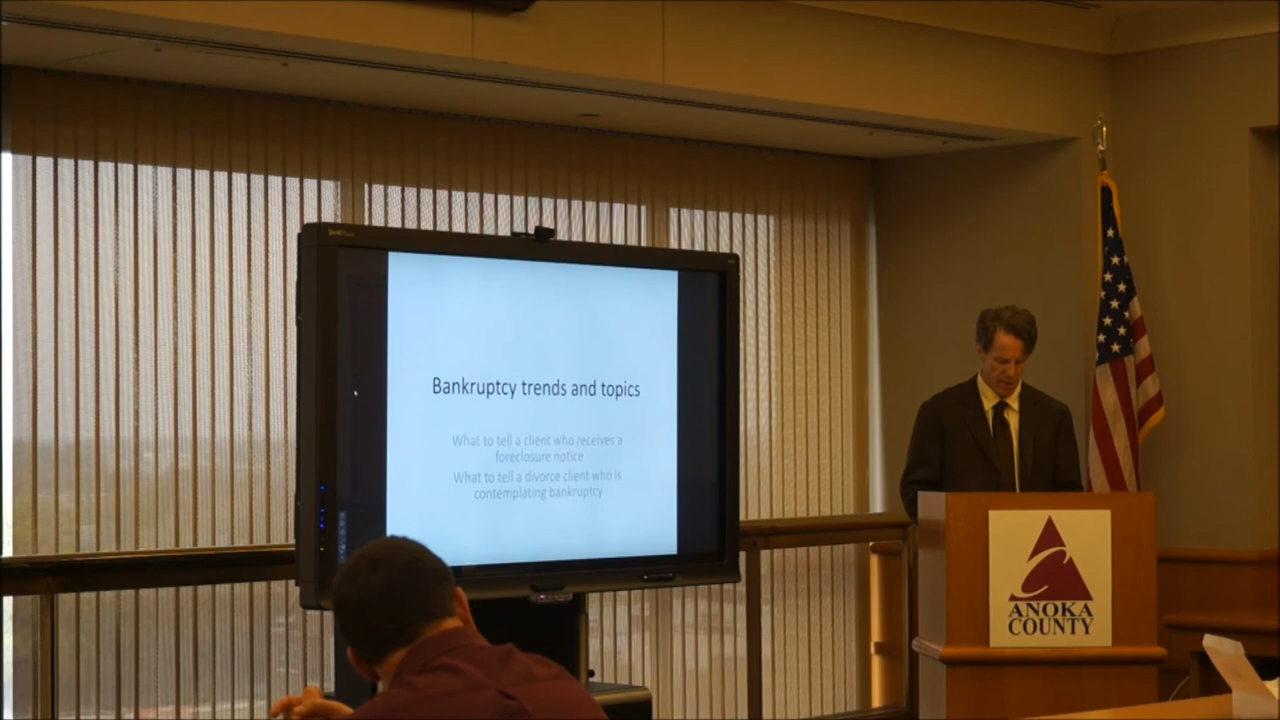 Bankruptcy trends and topics
What to tell a client who receives a
foreclosure notice
What to tell a divorce client who is
contemplating bankruptcy
ANOKA
COUNTY